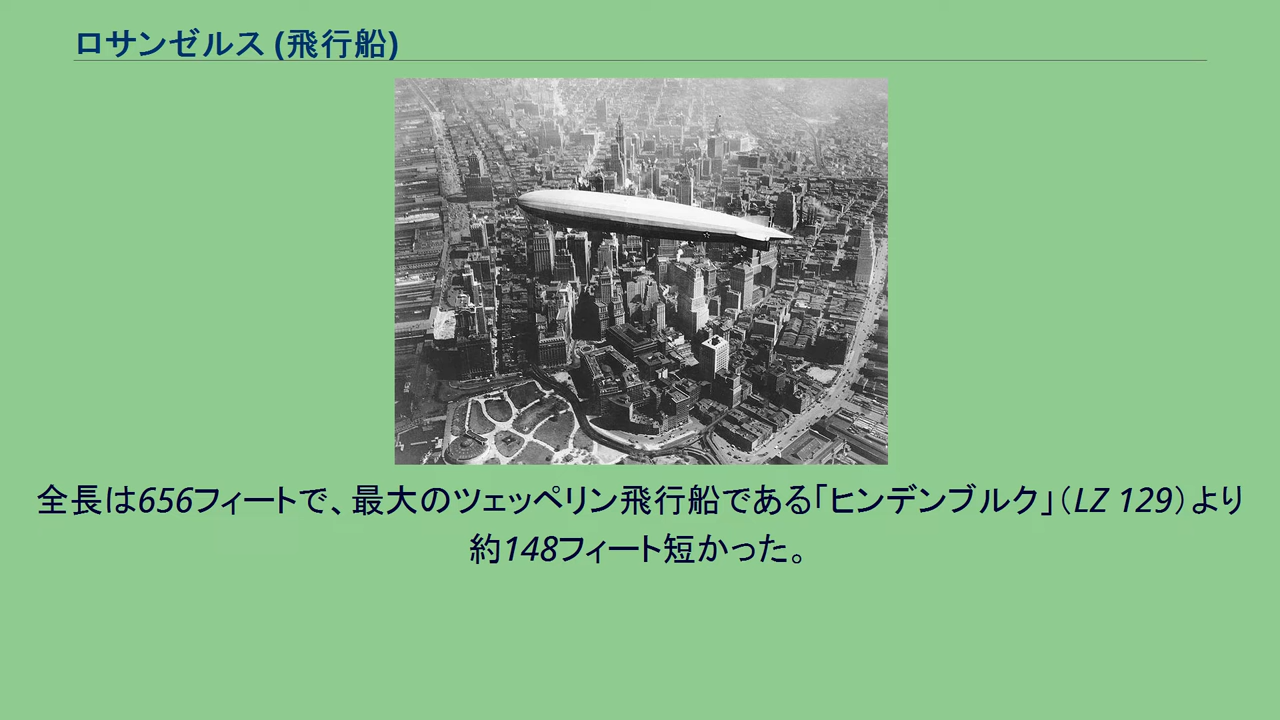 ロサンゼルス (飛行船)
全長は656フィートで、最大のツェッペリン飛行船である「ヒンデンブルク」（LZ 129）より
約148フィート短かった。